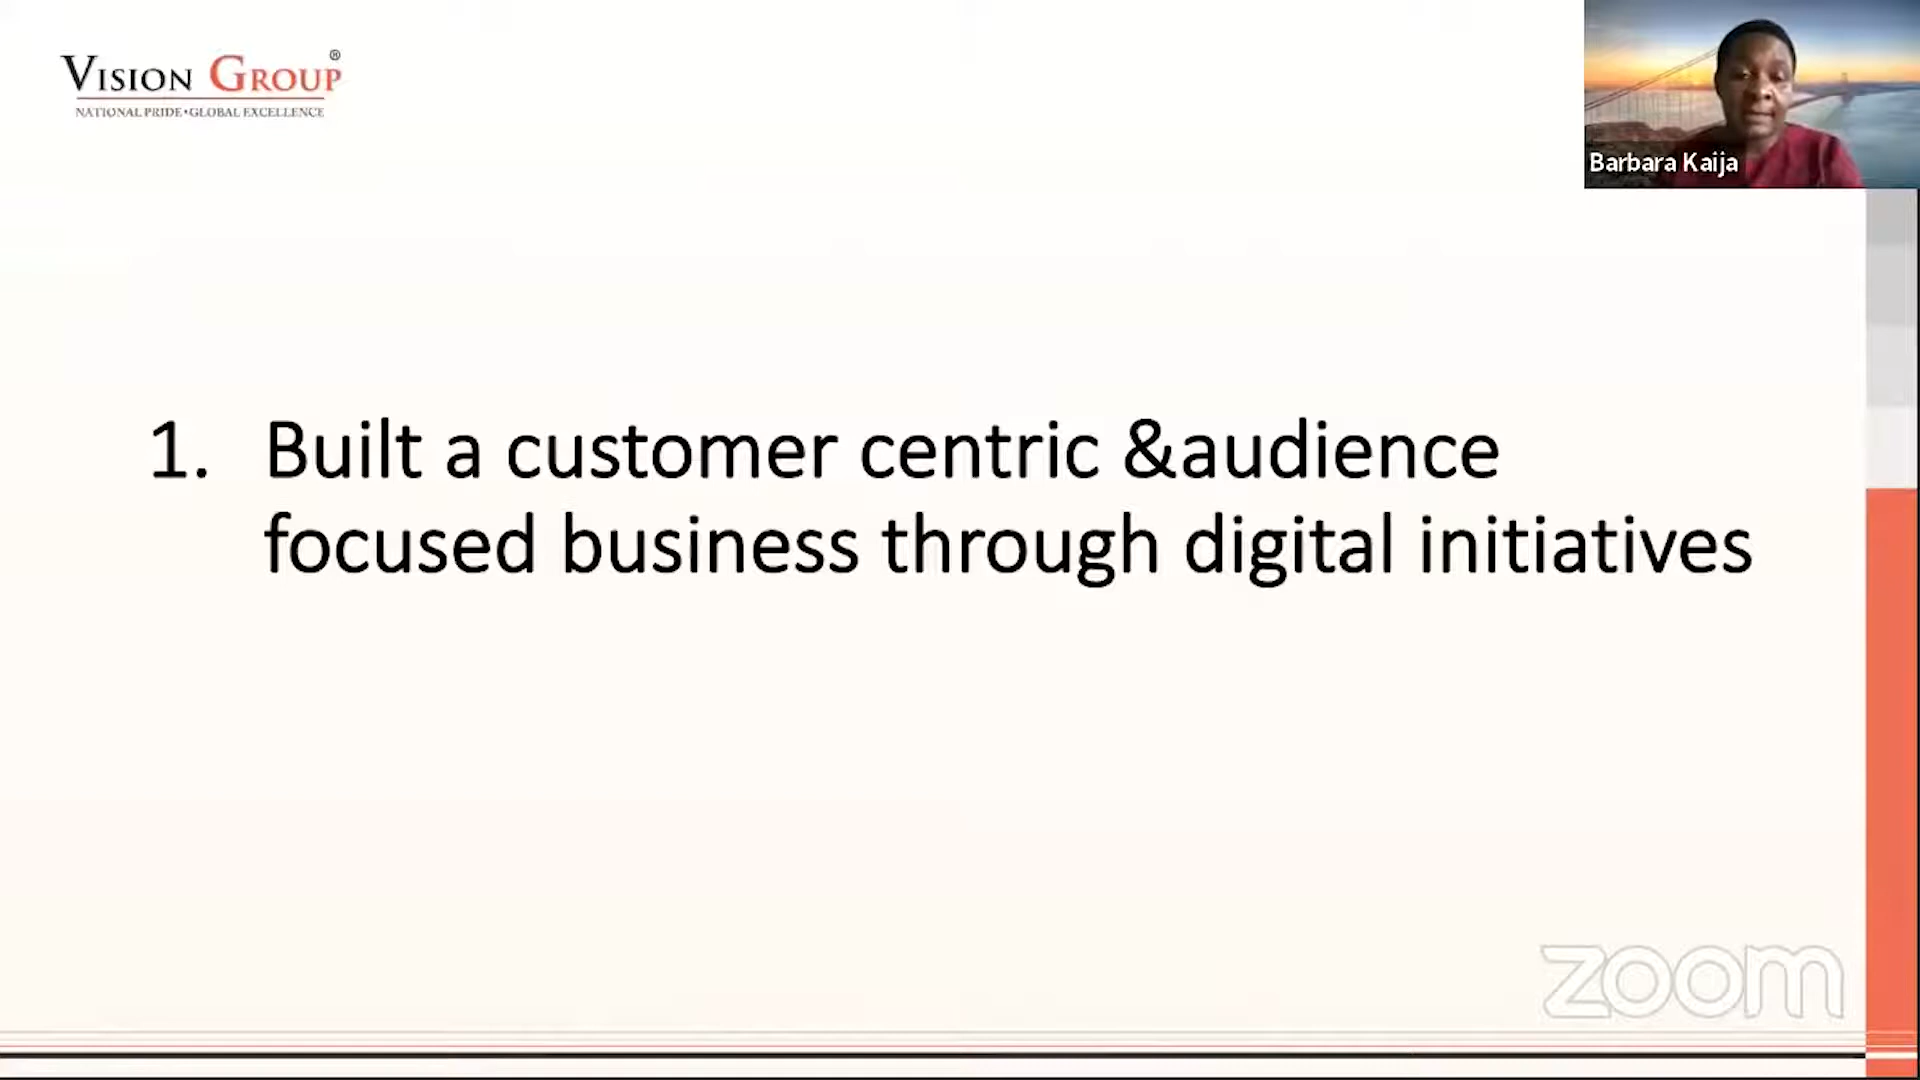 VISION GROUP®
NATIONAL PRIDE•GLOBAL EXCELLENCE
Barbara Kaija
1. Built a customer centric &audience
focused business through digital initiatives
zoom